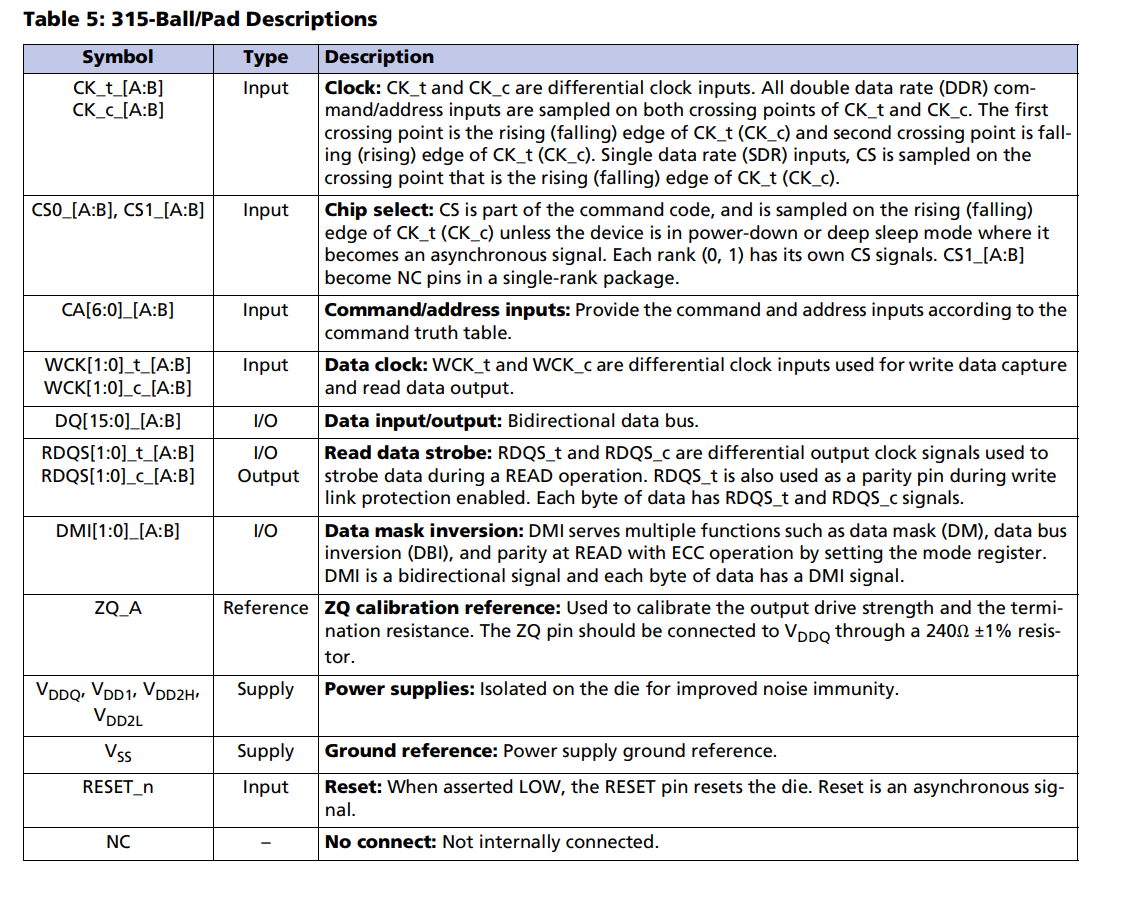 Table 5: 315-Ball/Pad Descriptions
Symbol Type Description
CK_t_[A:B] Input Clock: CK_t and CK_c are differential clock inputs. All double data rate (DDR) com-
CK_c_[A:B] mand/address inputs are sampled on both crossing points of CK_t and CK_c. The first
crossing point is the rising (falling) edge of CK_t (CK_c) and second crossing point is fall-
ing (rising) edge of CK_t (CK_c). Single data rate (SDR) inputs, CS is sampled on the
crossing point that is the rising (falling) edge of CK_t (CK_c).
CS0_[A:B], CS1_[A:B] Input Chip select: CS is part of the command code, and is sampled on the rising (falling)
edge of CK_t (CK_c) unless the device is in power-down or deep sleep mode where it
becomes an asynchronous signal. Each rank (0, 1) has its own CS signals. CS1_[A:B]
become NC pins in a single-rank package.
CA[6:0]_[A:B] Input Command/address inputs: Provide the command and address inputs according to the
command truth table.
WCK[1:0]_t_[A:B] Input Data clock: WCK_t and WCK_c are differential clock inputs used for write data capture
WCK[1:0]_c_[A:B] and read data output.
DQ[15:0]_[A:B] I/O Data input/output: Bidirectional data bus.
RDQS[1:0]_t_[A:B] I/O Read data strobe: RDQS_t and RDQS_c are differential output clock signals used to
RDQS[1:0]_c_[A:B] Output strobe data during a READ operation. RDQS_t is also used as a parity pin during write
link protection enabled. Each byte of data has RDQS_t and RDQS_c signals.
DMI[1:0]_[A:B] I/O Data mask inversion: DMI serves multiple functions such as data mask (DM), data bus
inversion (DBI), and parity at READ with ECC operation by setting the mode register.
DMI is a bidirectional signal and each byte of data has a DMI signal.
ZQ_A Reference ZQ calibration reference: Used to calibrate the output drive strength and the termi-
nation resistance. The ZQ pin should be connected to VDDQ through a 240Ω ±1% resis-
tor.
VDDQ, VDD1, VDD2H, Supply Power supplies: Isolated on the die for improved noise immunity.
VDD2L
VSS Supply Ground reference: Power supply ground reference.
RESET_n Input Reset: When asserted LOW, the RESET pin resets the die. Reset is an asynchronous sig-
nal.
NC – No connect: Not internally connected.